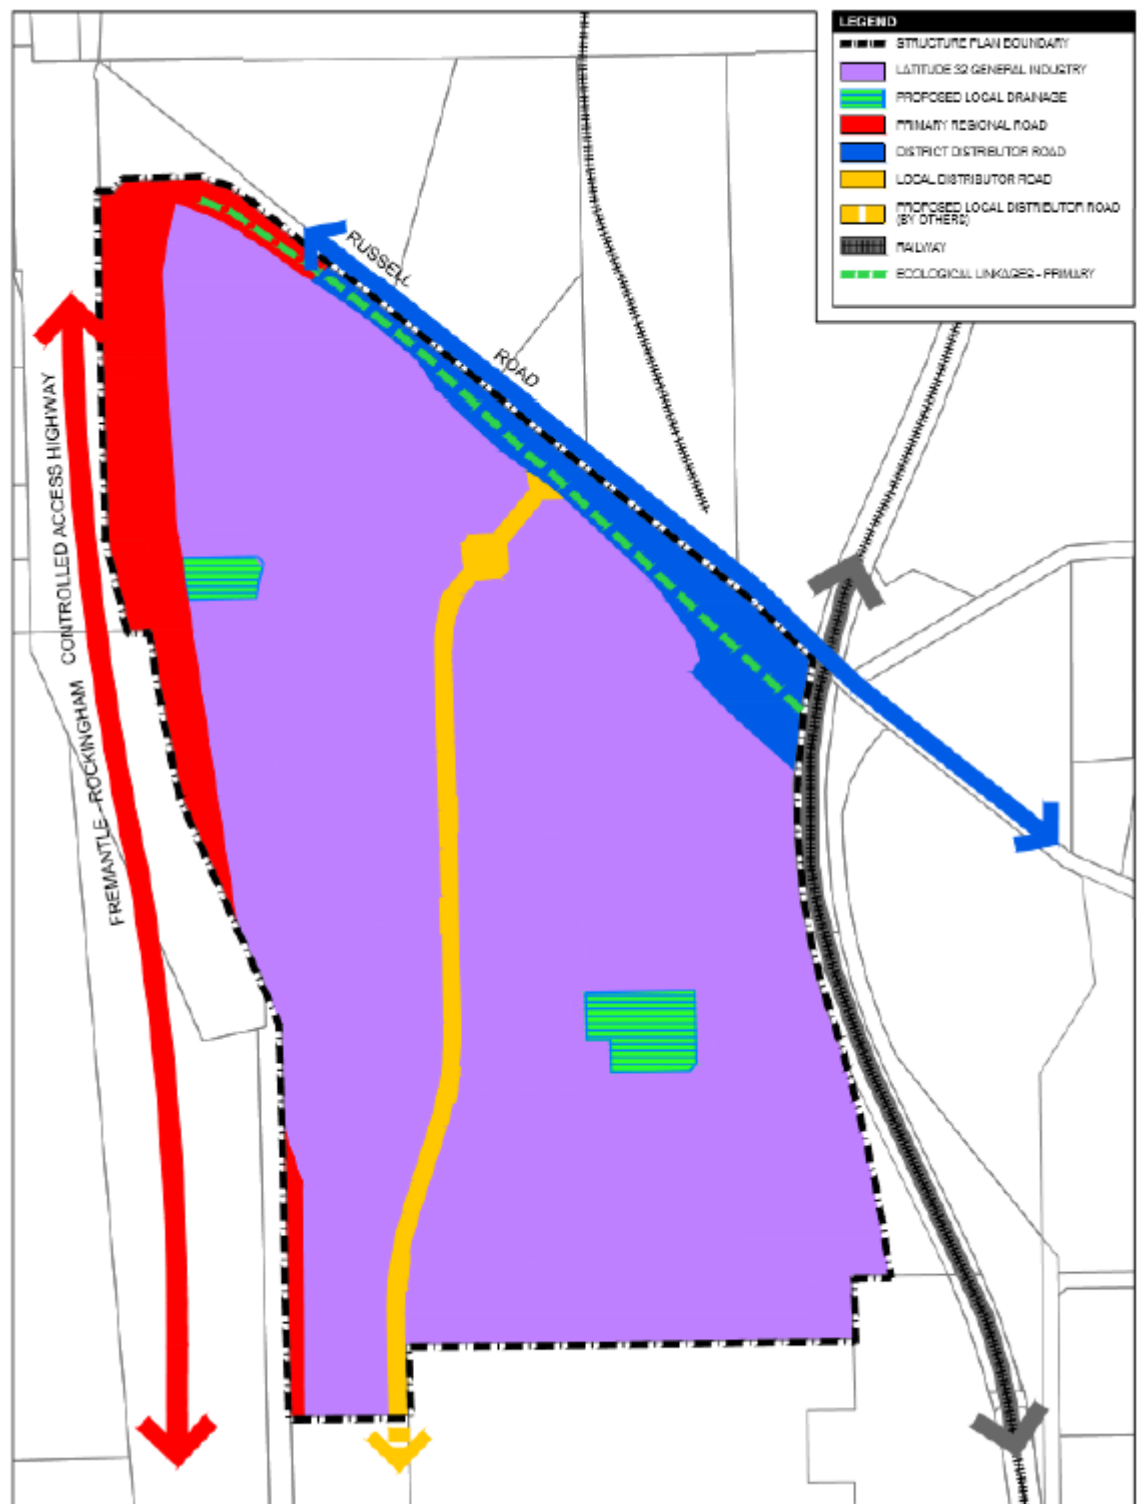 LEGEND
STRUCTURE PLAN BOUNDARY
LATITUDE 32 GENERAL INDUSTRY
PROPOSED LOCAL DRAINAGE
PRIMARY REGIONAL ROAD
DISTRICT DISTRIBUTOR ROAD
LOCAL DISTRIBUTOR ROAD
PROPOSED LOCAL DISTRIBUTOR ROAD
(BY OTHERS)
RAILWAY
ECOLOGICAL LINKAGES - PRIMARY
RUSSELL
ROAD
FREMANTLE - ROCKINGHAM CONTROLLED ACCESS HIGHWAY